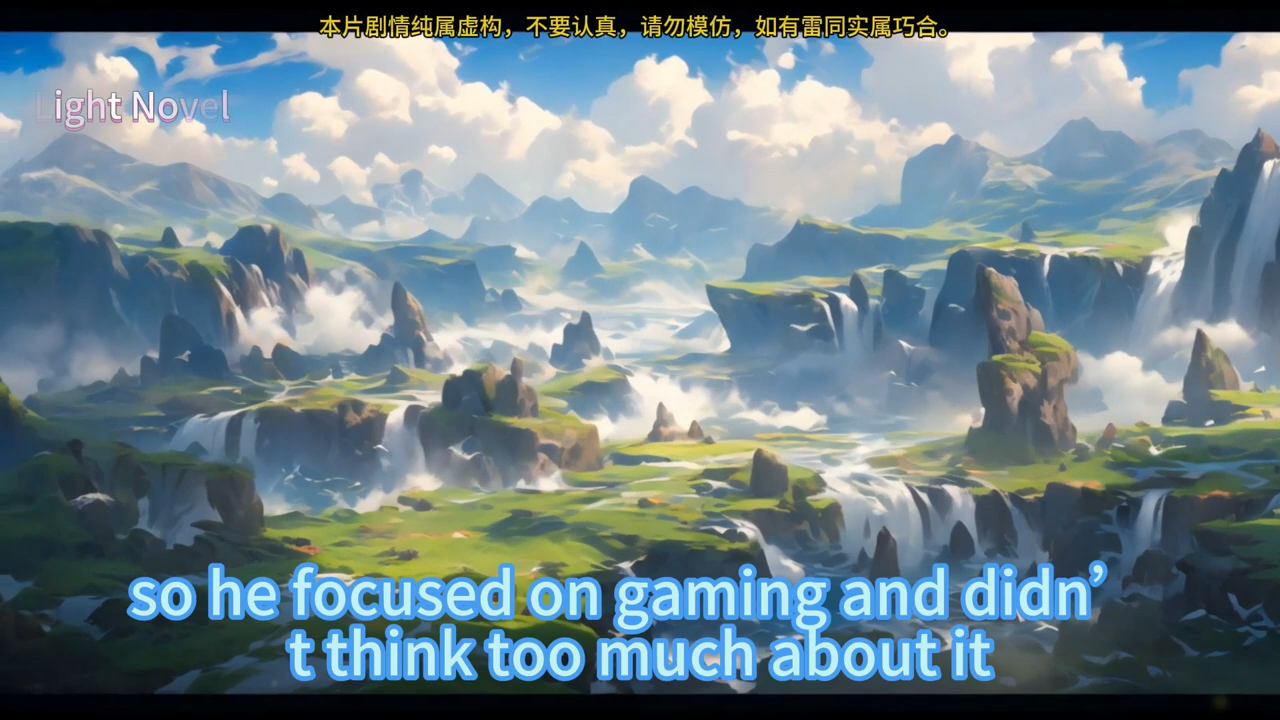 本片剧情纯属虚构，不要认真，请勿模仿，如有雷同实属巧合。
Light Novel
so he focused on gaming and didn’
t think too much about it